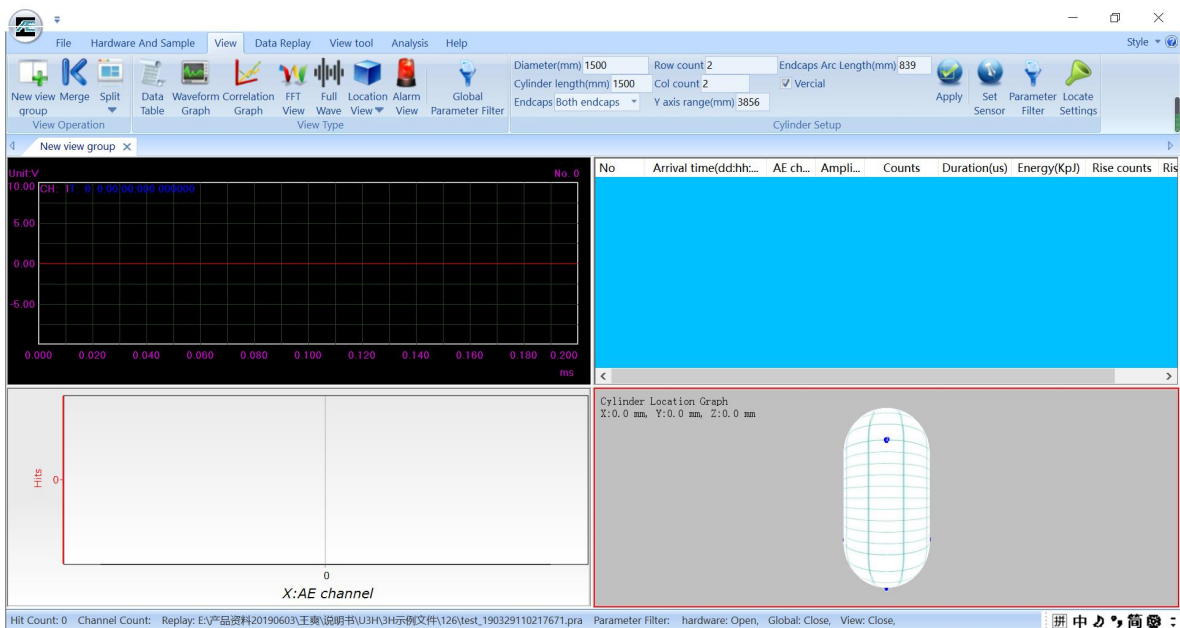 File Hardware And Sample View Data Replay View tool Analysis Help Style
New view group
Merge
Split
Data Table
Waveform Graph
Correlation Graph
FFT View
Full Wave
Location View
Alarm View
Global Parameter Filter
Diameter(mm) 1500 Row count 2 Endcaps Arc Length(mm) 839
Cylinder length(mm) 1500 Col count 2 Vercial
Endcaps Both endcaps Y axis range(mm) 3856
Apply
Set Sensor
Parameter Filter
Locate Settings
View Operation View Type Cylinder Setup
New view group
Unit:V No. 0
10.00 CH: 1
5.00
0.00
-5.00
0.000 0.020 0.040 0.060 0.080 0.100 0.120 0.140 0.160 0.180 0.200
ms
No Arrival time(dd:hh:... AE ch... Ampli... Counts Duration(us) Energy(KpJ) Rise counts Ris
Hits
0
0
X:AE channel
Cylinder Location Graph
X:0.0 mm, Y:0.0 mm, Z:0.0 mm
Hit Count: 0 Channel Count: Replay: E:\产品资料20190603\王爽\说明书\U3H\3H示例文件\126\test_190329110217671.pra Parameter Filter: hardware: Open, Global: Close, View: Close,
拼 中 简